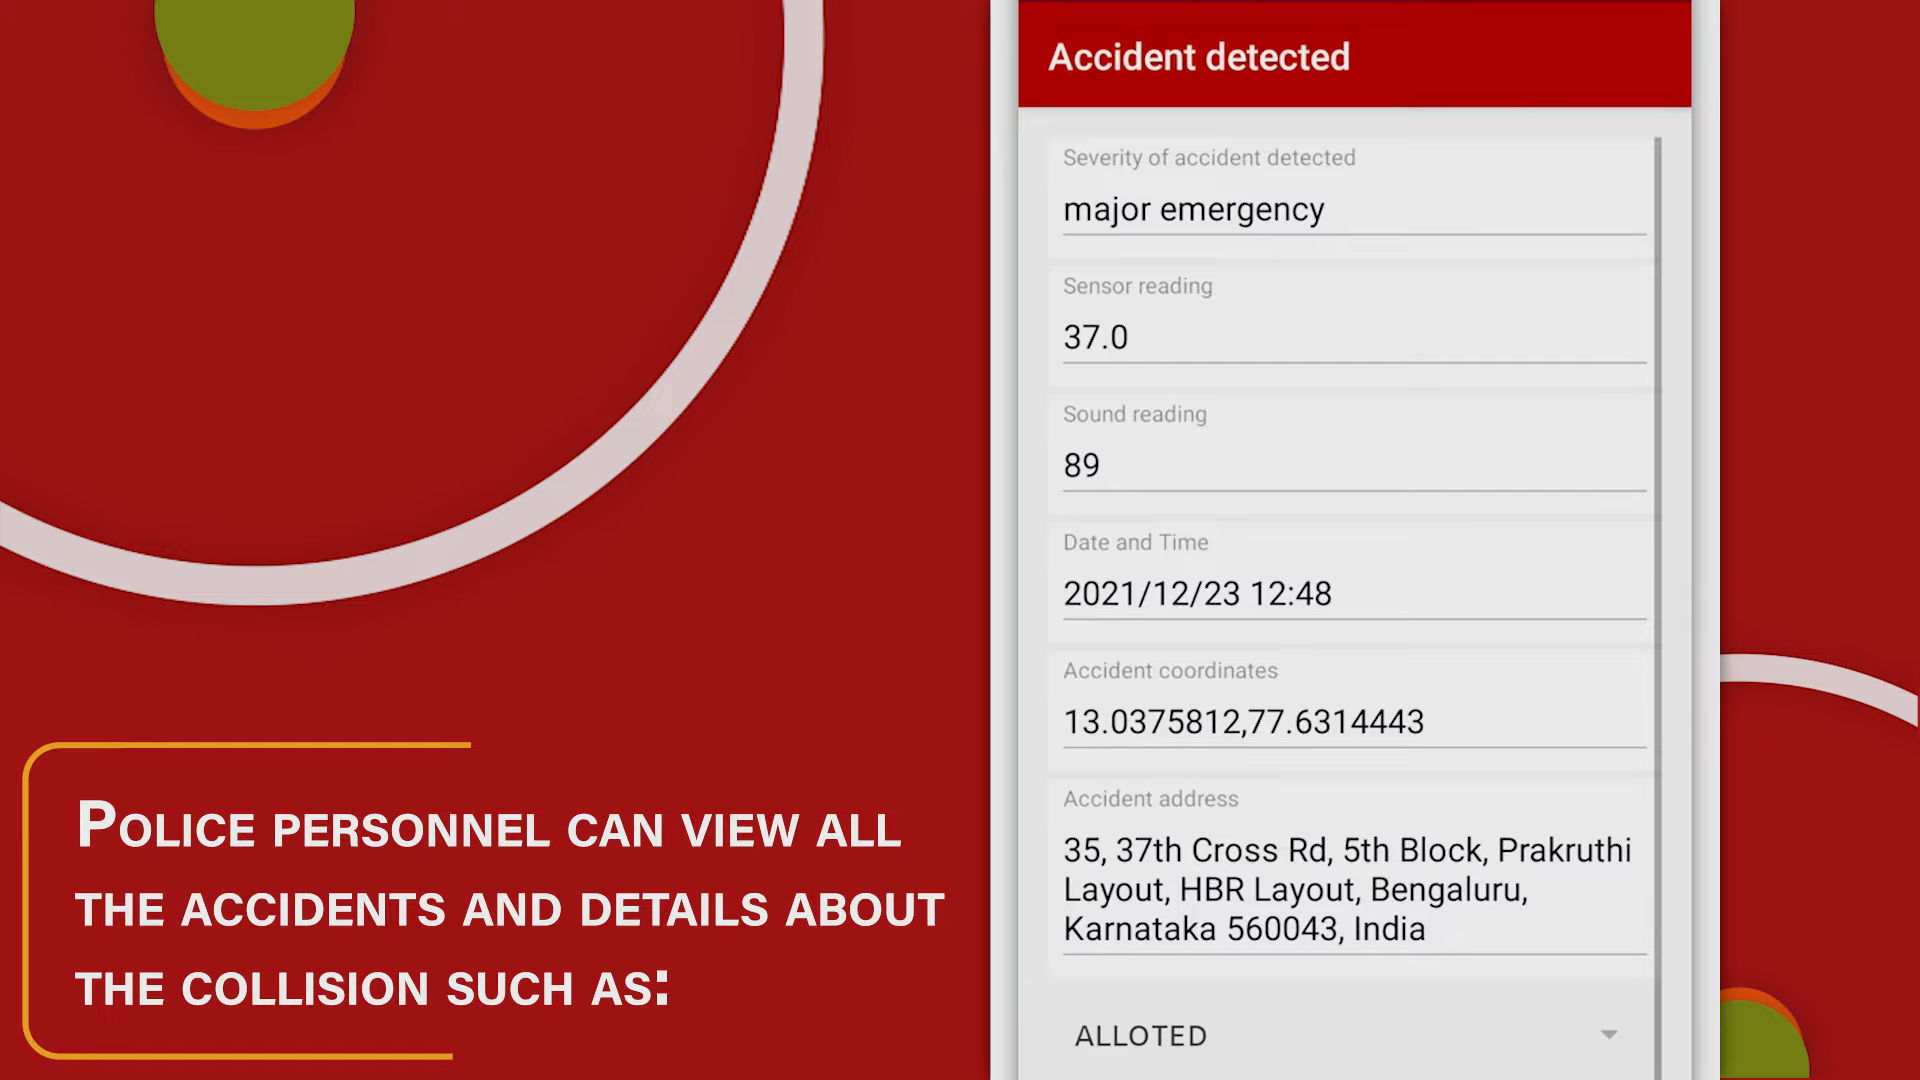 Accident detected
Severity of accident detected
major emergency
Sensor reading
37.0
Sound reading
89
Date and Time
2021/12/23 12:48
Accident coordinates
13.0375812,77.6314443
Accident address
35, 37th Cross Rd, 5th Block, Prakruthi
Layout, HBR Layout, Bengaluru,
Karnataka 560043, India
ALLOTED
Police personnel can view all
the accidents and details about
the collision such as: